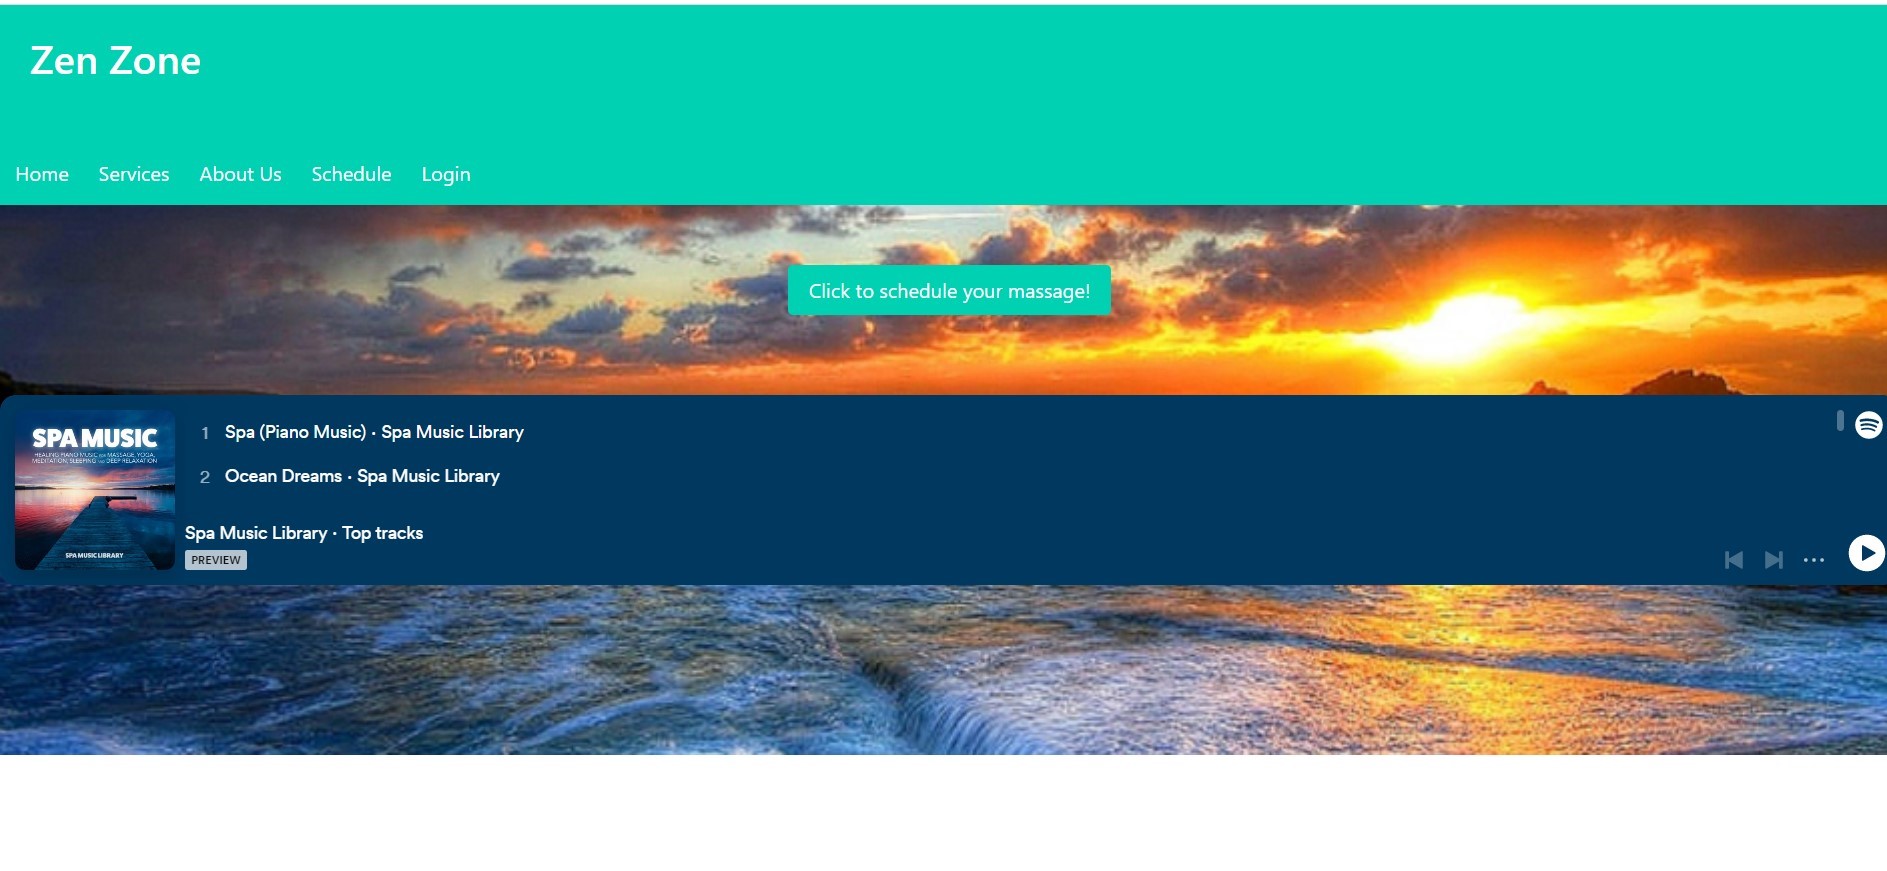 Zen Zone
Home Services About Us Schedule Login
Click to schedule your massage!
SPA MUSIC
HEALING PIANO MUSIC FOR MASSAGE, YOGA,
MEDITATION, SLEEPING AND DEEP RELAXATION
SPA MUSIC LIBRARY
1 Spa (Piano Music) · Spa Music Library
2 Ocean Dreams · Spa Music Library
Spa Music Library · Top tracks
PREVIEW